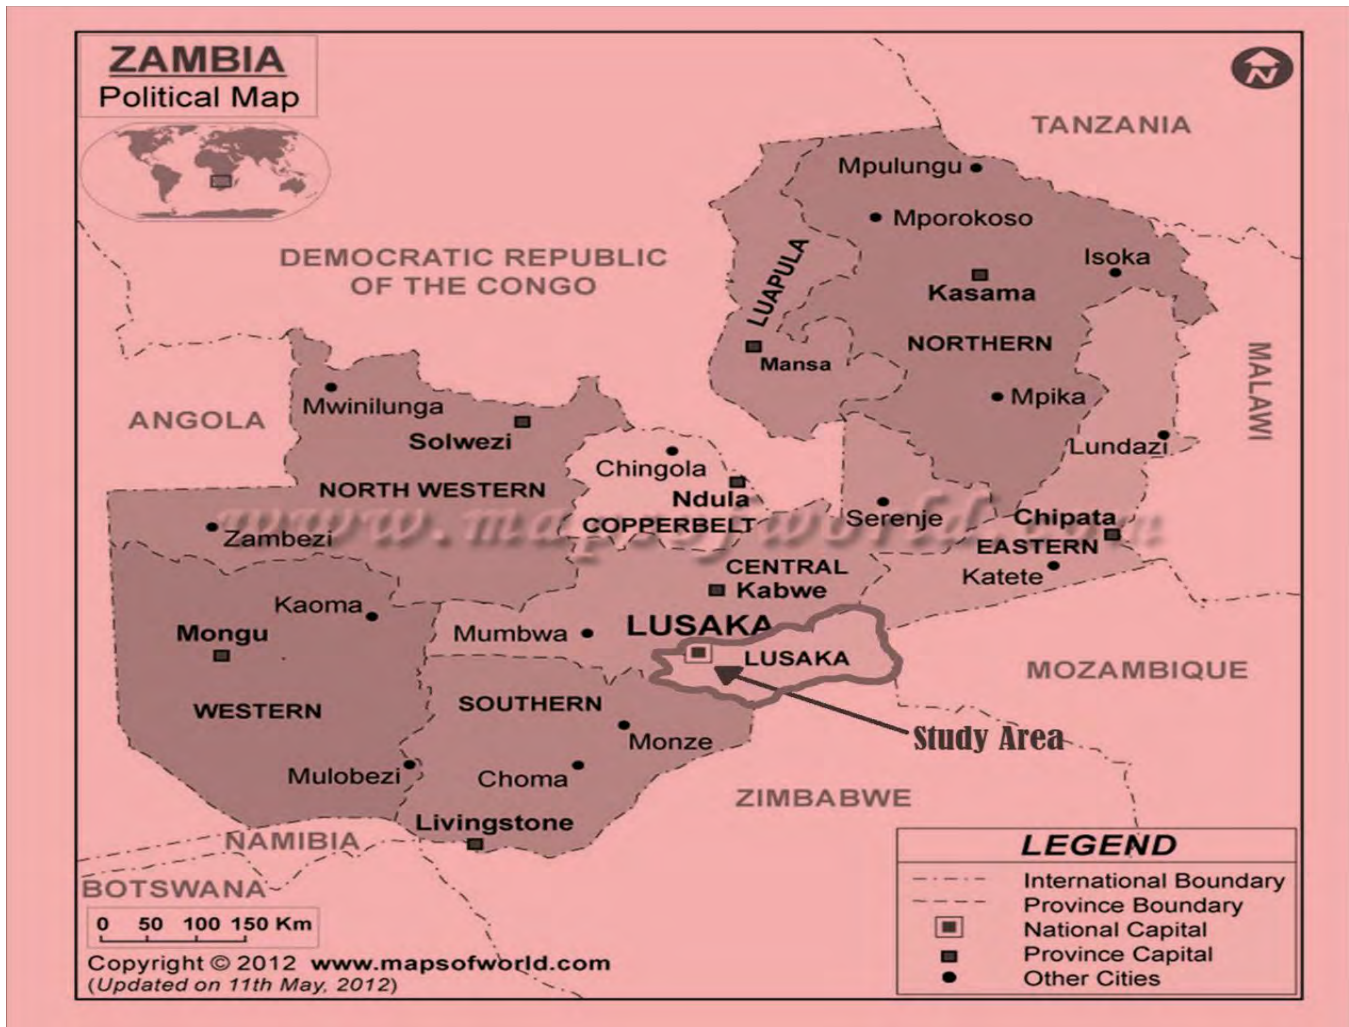 ZAMBIA
Political Map
N
TANZANIA
Mpulungu
Mporokoso
DEMOCRATIC REPUBLIC
OF THE CONGO
LUAPULA
Isoka
Kasama
NORTHERN
MALAWI
Mansa
Mpika
Mwinilunga
ANGOLA
Solwezi
Lundazi
Chingola
NORTH WESTERN
Ndula
COPPERBELT
www.mapsofworld.com
Serenje
Chipata
EASTERN
Zambezi
CENTRAL
Katete
Kabwe
Kaoma
LUSAKA
Mongu
Mumbwa
LUSAKA
MOZAMBIQUE
WESTERN
SOUTHERN
Study Area
Monze
Mulobezi
Choma
ZIMBABWE
Livingstone
NAMIBIA
BOTSWANA
LEGEND
International Boundary
Province Boundary
National Capital
Province Capital
Other Cities
0 50 100 150 Km
Copyright © 2012 www.mapsofworld.com
(Updated on 11th May, 2012)